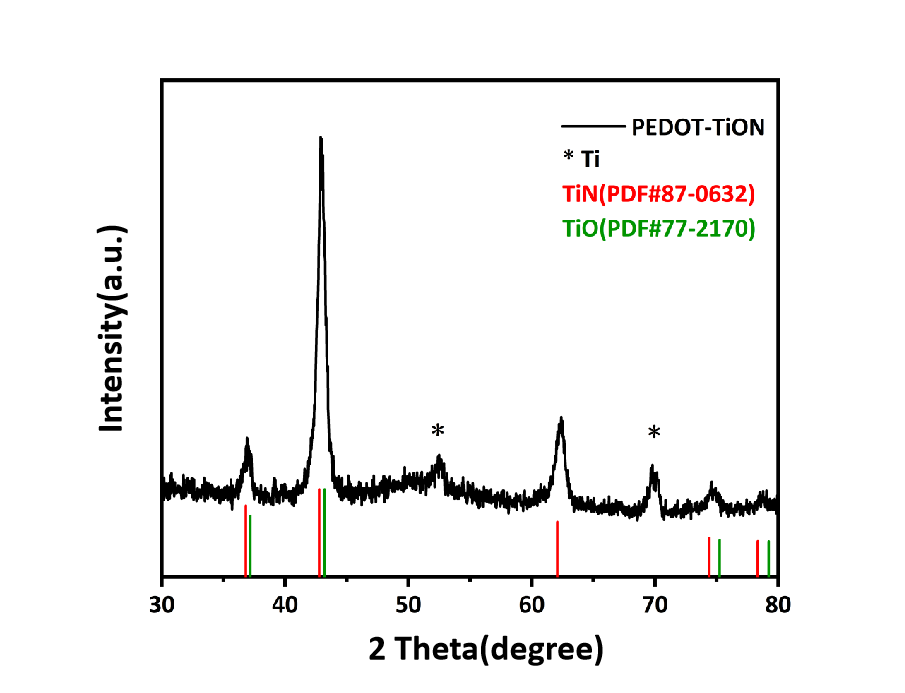 PEDOT-TiON
* Ti
TiN(PDF#87-0632)
TiO(PDF#77-2170)
Intensity(a.u.)
*
*
30 40 50 60 70 80
2 Theta(degree)